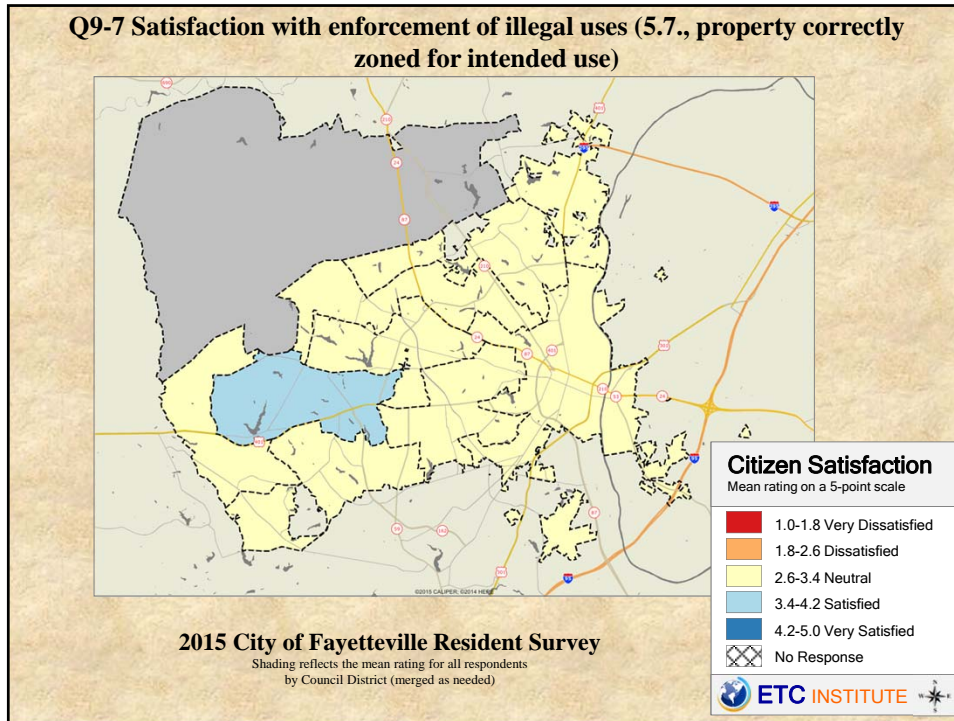 Q9-7 Satisfaction with enforcement of illegal uses (5.7., property correctly
zoned for intended use)
©2015 CALIPER; ©2014 HERE
Citizen Satisfaction
Mean rating on a 5-point scale
1.0-1.8 Very Dissatisfied
1.8-2.6 Dissatisfied
2.6-3.4 Neutral
3.4-4.2 Satisfied
4.2-5.0 Very Satisfied
No Response
2015 City of Fayetteville Resident Survey
Shading reflects the mean rating for all respondents
by Council District (merged as needed)
ETC INSTITUTE